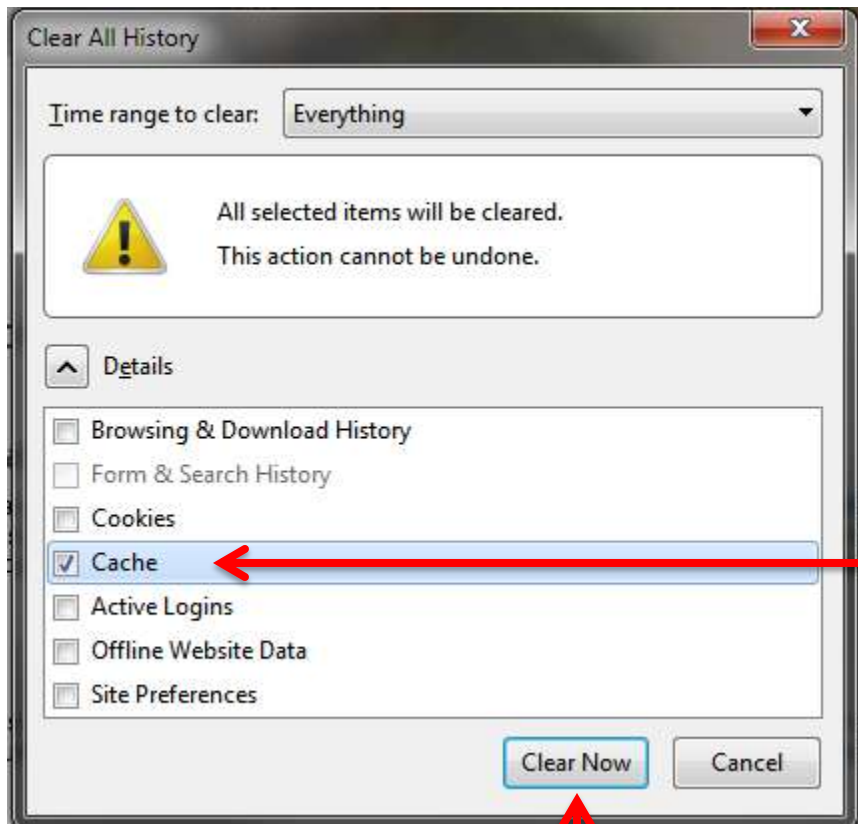 Clear All History
Time range to clear: Everything
All selected items will be cleared.
This action cannot be undone.
Details
Browsing & Download History
Form & Search History
Cookies
Cache
Active Logins
Offline Website Data
Site Preferences
Clear Now Cancel